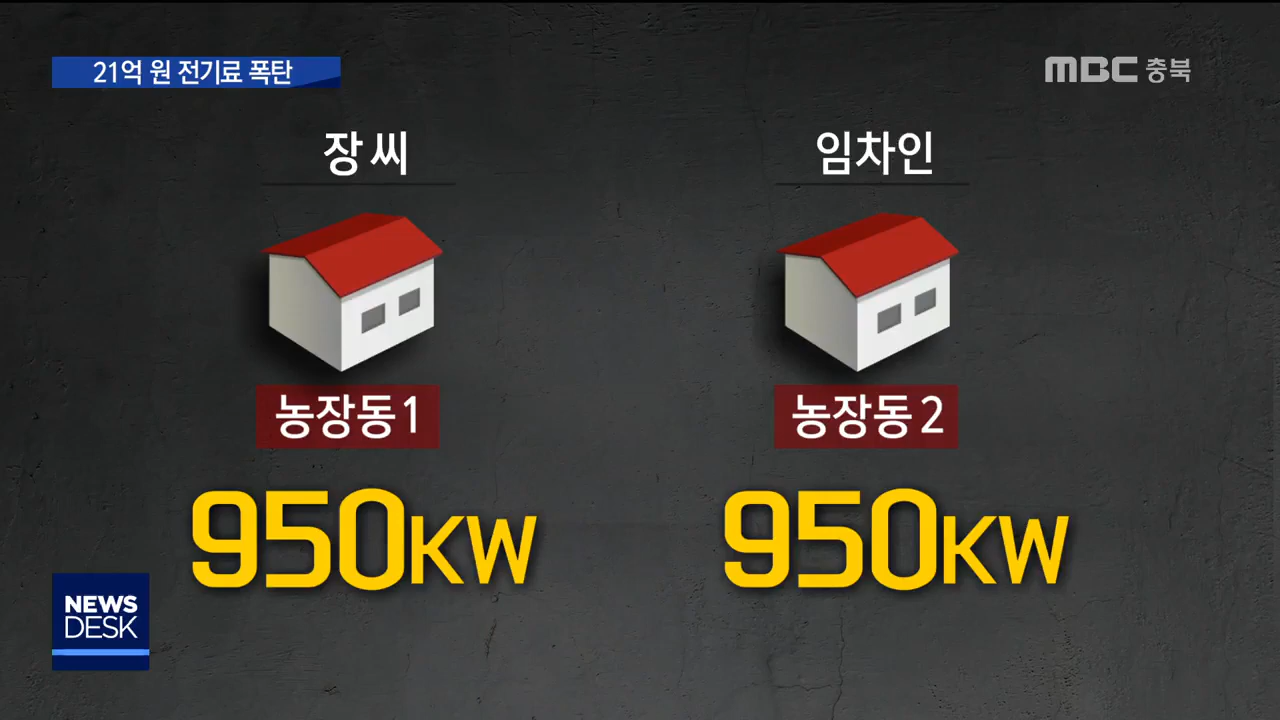 21억 원 전기료 폭탄
MBC 충북
장 씨
임차인
농장동 1
농장동 2
950KW
950KW
NEWS
DESK